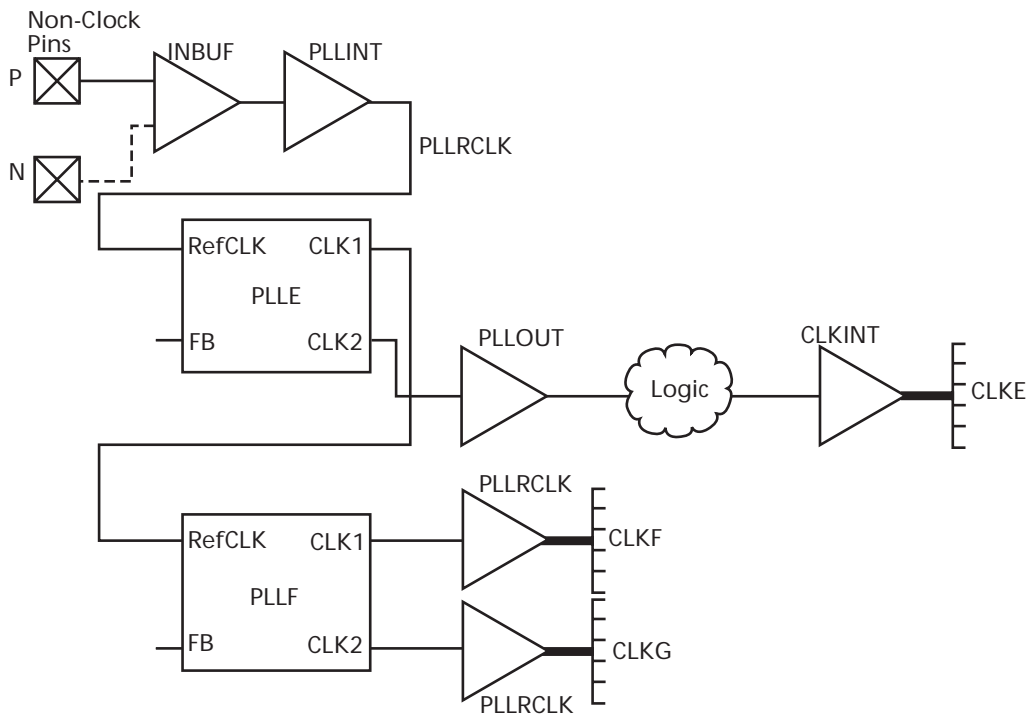 Non-Clock
Pins
INBUF
PLLINT
P
N
PLLRCLK
RefCLK
CLK1
PLLE
FB
CLK2
PLLOUT
Logic
CLKINT
CLKE
PLLRCLK
RefCLK
CLK1
CLKF
PLLF
FB
CLK2
CLKG
PLLRCLK